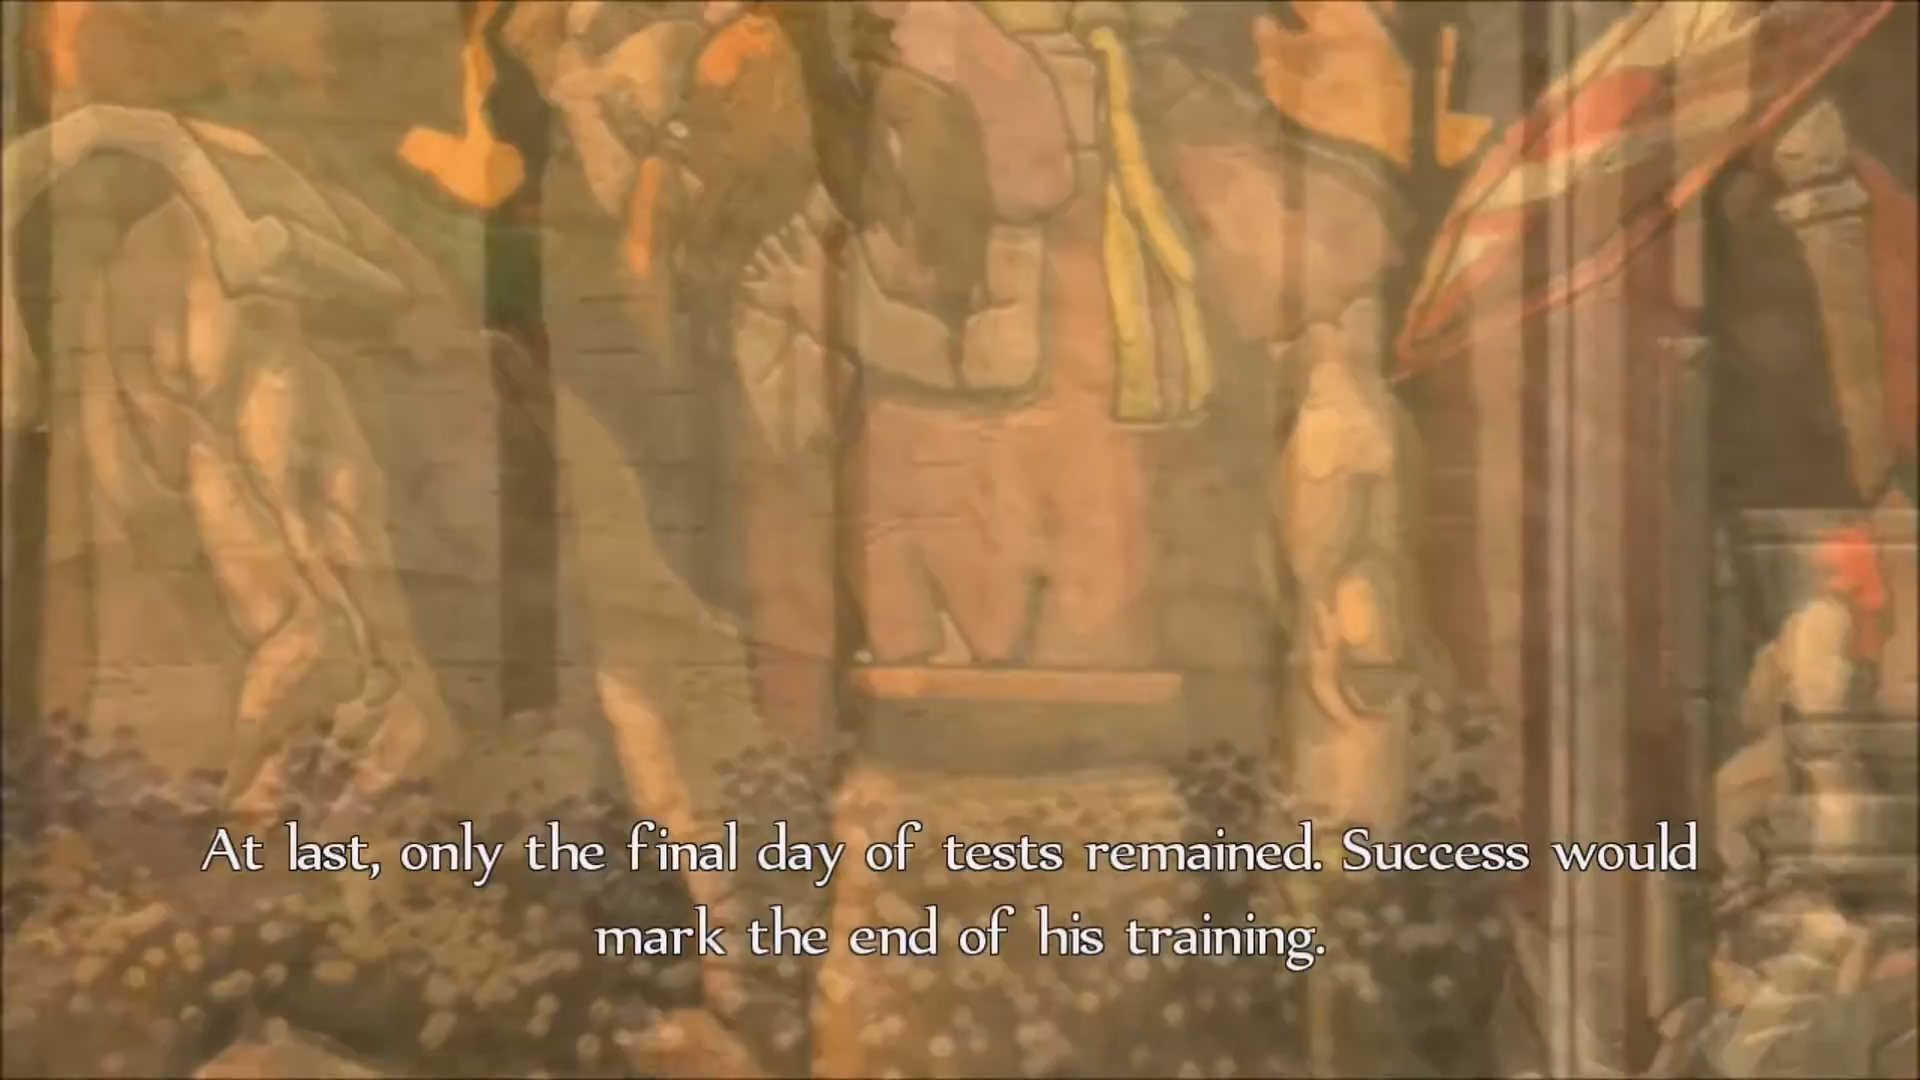 At last, only the final day of tests remained. Success would
mark the end of his training.